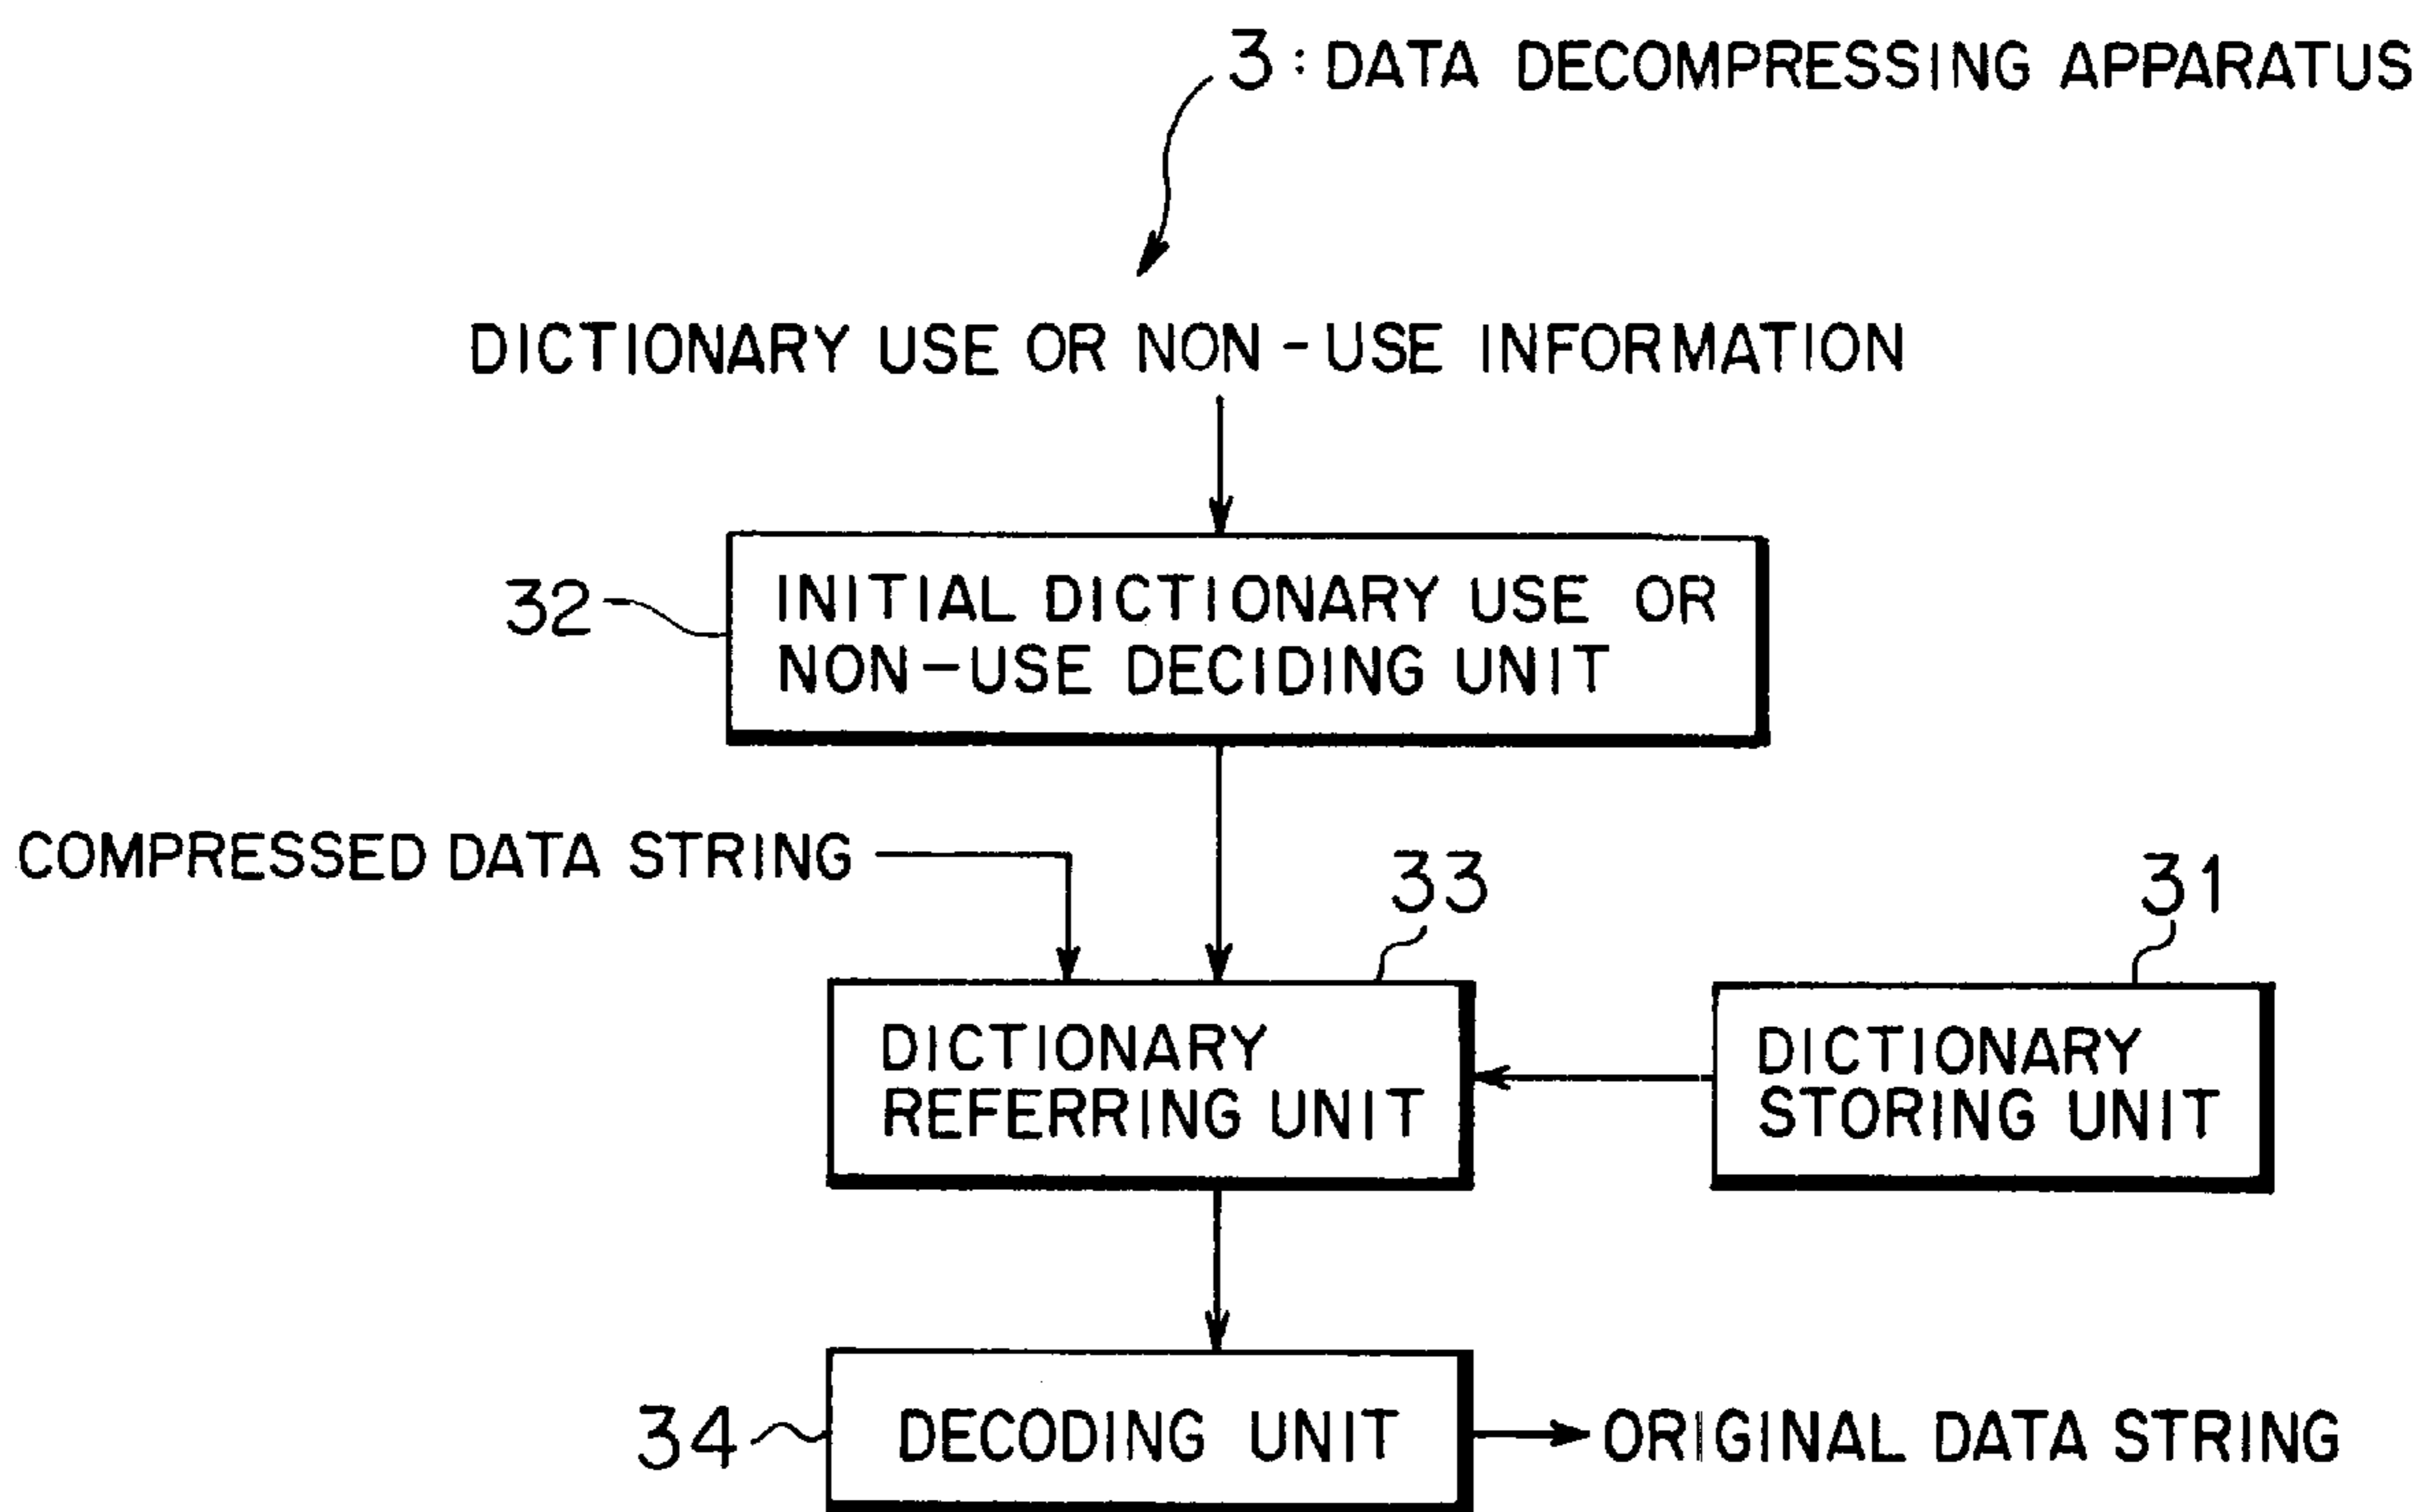 3 : DATA DECOMPRESSING APPARATUS
DICTIONARY USE OR NON-USE INFORMATION
32
INITIAL DICTIONARY USE OR
NON-USE DECIDING UNIT
COMPRESSED DATA STRING
33
31
DICTIONARY
REFERRING UNIT
DICTIONARY
STORING UNIT
34
DECODING UNIT
ORIGINAL DATA STRING